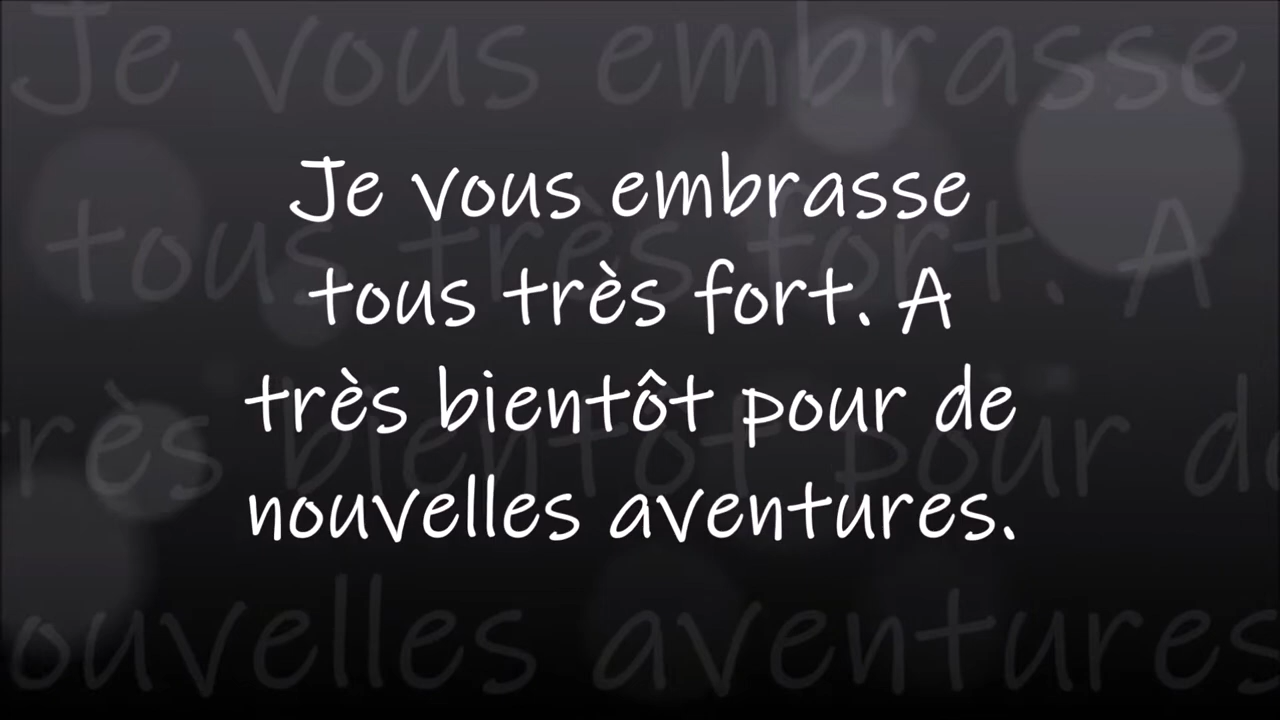 Je vous embrasse
tous très fort. A
très bientôt pour de
nouvelles aventures.